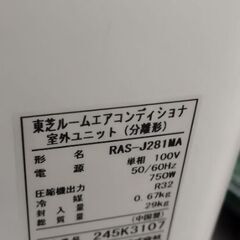 東芝ルームエアコンディショナ
室外ユニット(分離形)
形名 RAS-J281MA
電源 単相 100V
50/60Hz
圧縮機出力 750W
冷媒 R32
0.67kg
封入量 29kg
質量
(中国製)
245K3107